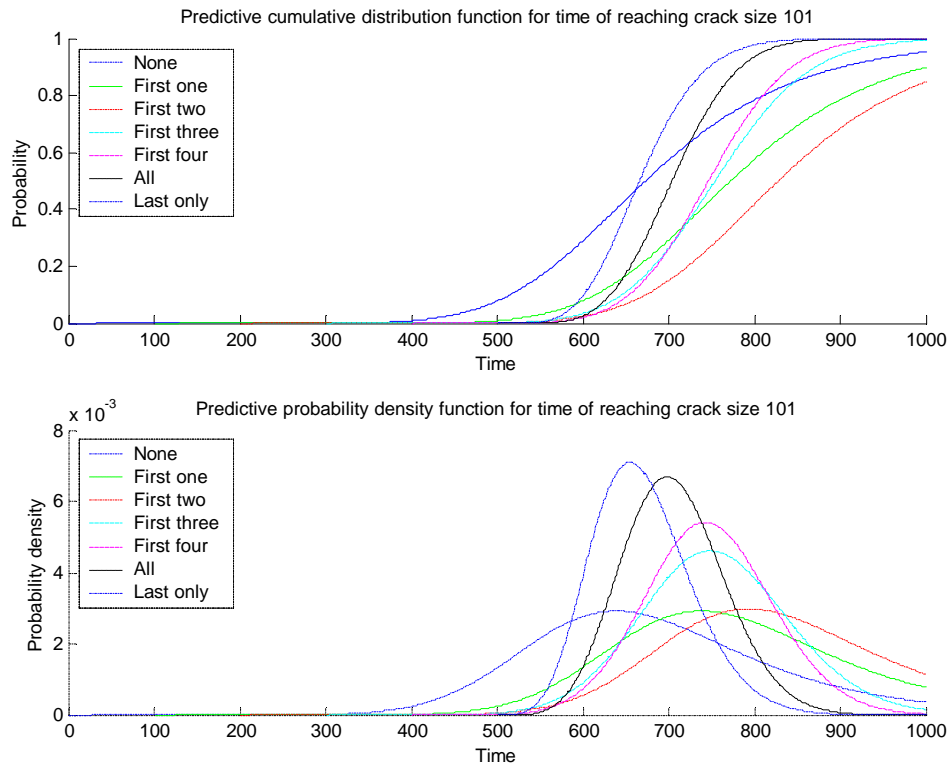 Predictive cumulative distribution function for time of reaching crack size 101
Probability
1
0.8
0.6
0.4
0.2
0
None
First one
First two
First three
First four
All
Last only
0 100 200 300 400 500 600 700 800 900 1000
Time
Predictive probability density function for time of reaching crack size 101
x 10^-3
Probability density
8
6
4
2
0
None
First one
First two
First three
First four
All
Last only
0 100 200 300 400 500 600 700 800 900 1000
Time